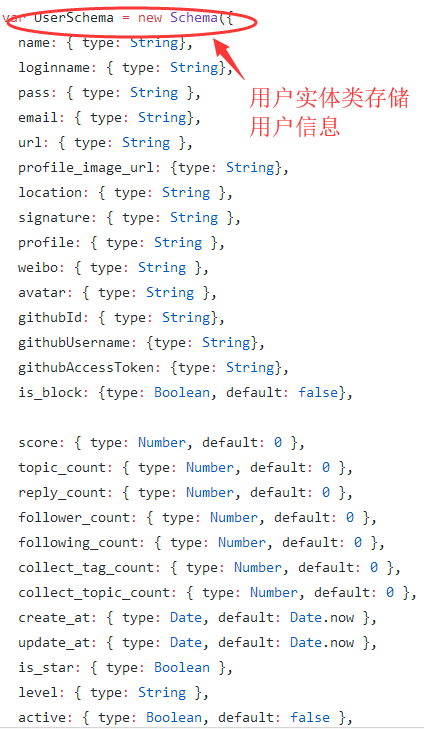 var UserSchema = new Schema({
name: { type: String},
loginname: { type: String},
pass: { type: String },
email: { type: String},
url: { type: String },
profile_image_url: {type: String},
location: { type: String },
signature: { type: String },
profile: { type: String },
weibo: { type: String },
avatar: { type: String },
githubId: { type: String},
githubUsername: {type: String},
githubAccessToken: {type: String},
is_block: {type: Boolean, default: false},
score: { type: Number, default: 0 },
topic_count: { type: Number, default: 0 },
reply_count: { type: Number, default: 0 },
follower_count: { type: Number, default: 0 },
following_count: { type: Number, default: 0 },
collect_tag_count: { type: Number, default: 0 },
collect_topic_count: { type: Number, default: 0 },
create_at: { type: Date, default: Date.now },
update_at: { type: Date, default: Date.now },
is_star: { type: Boolean },
level: { type: String },
active: { type: Boolean, default: false },
用户实体类存储
用户信息